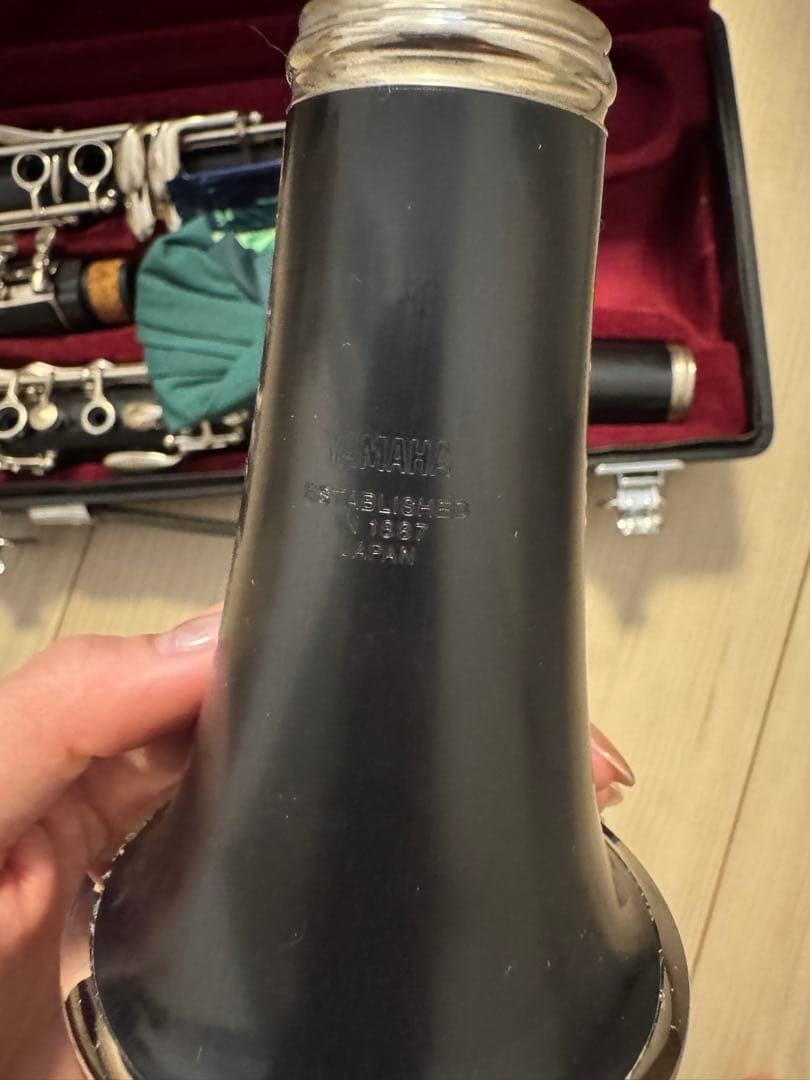 YAMAHA
ESTABLISHED
IN 1887
JAPAN